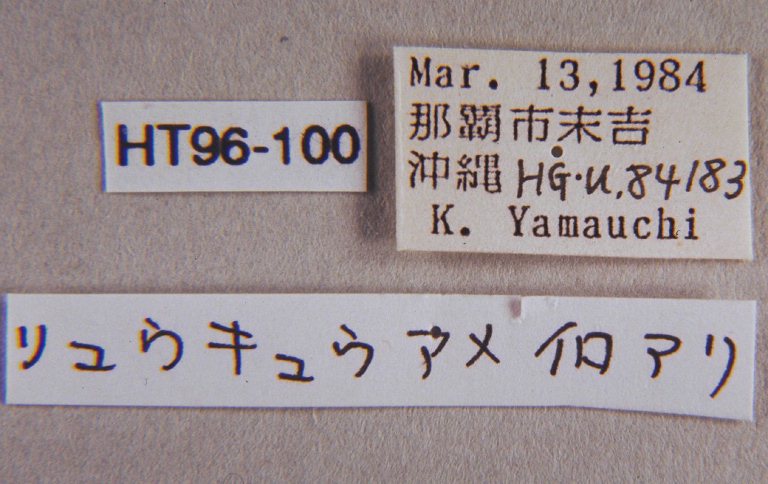 HT96-100
Mar. 13,1984
那覇市末吉
沖縄 HG·U,84183
K. Yamauchi
リュウキュウアメイロアリ